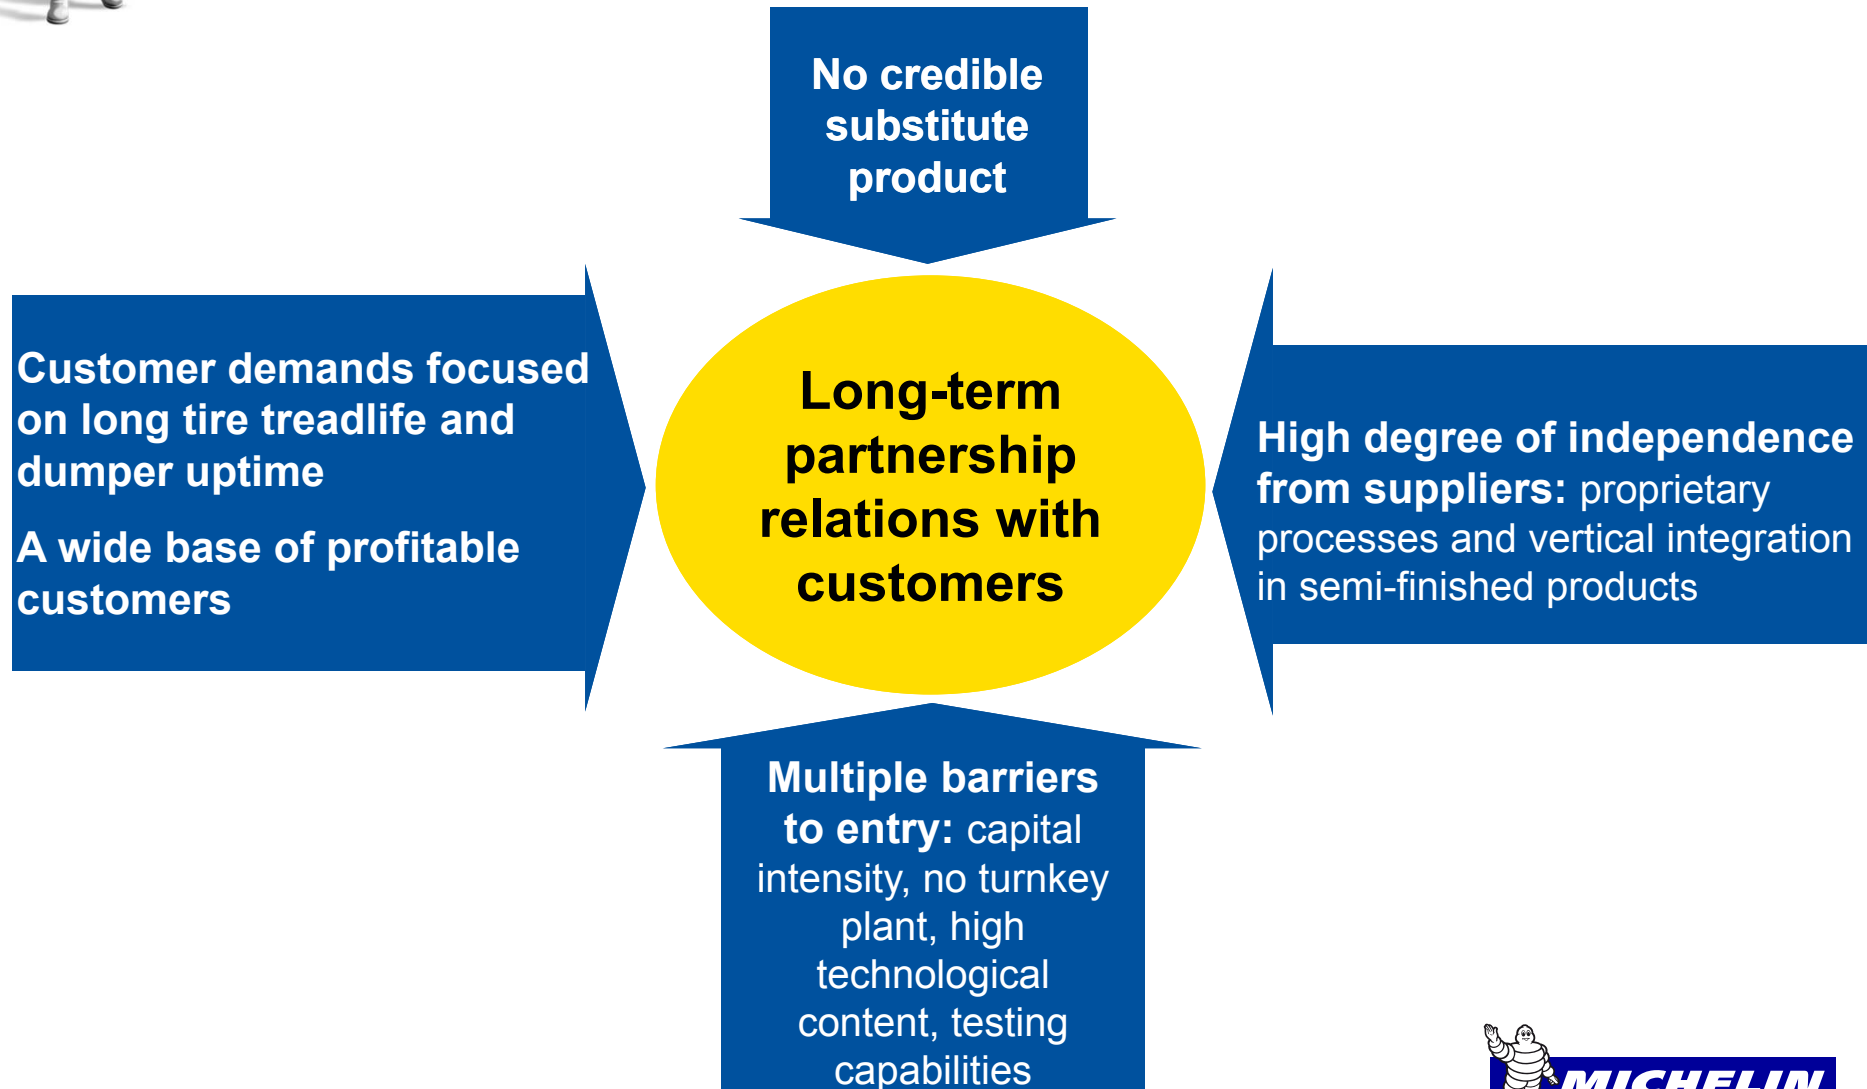 No credible
substitute
product
Customer demands focused
on long tire treadlife and
dumper uptime
A wide base of profitable
customers
Long-term
partnership
relations with
customers
High degree of independence
from suppliers: proprietary
processes and vertical integration
in semi-finished products
Multiple barriers
to entry: capital
intensity, no turnkey
plant, high
technological
content, testing
capabilities
MICHELIN